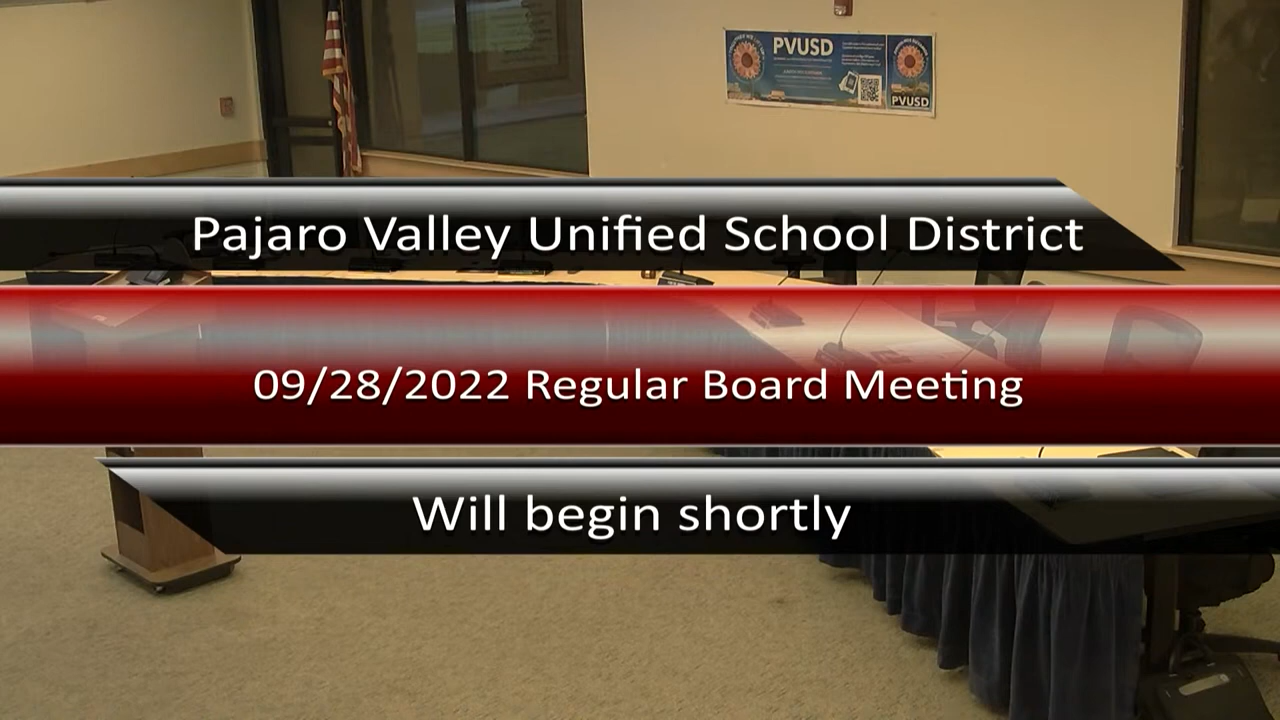 PVUSD
PVUSD
Pajaro Valley Unified School District
09/28/2022 Regular Board Meeting
Will begin shortly